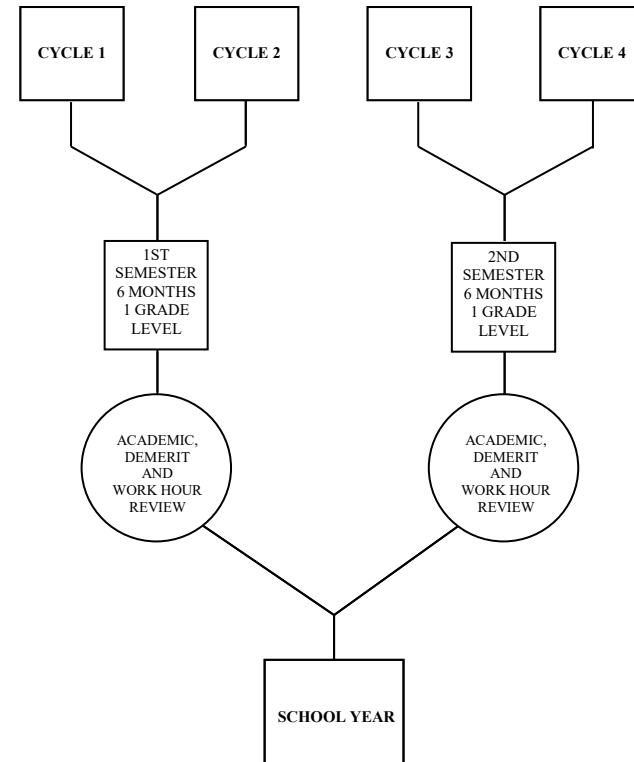 CYCLE 1
CYCLE 2
CYCLE 3
CYCLE 4
1ST
SEMESTER
6 MONTHS
1 GRADE
LEVEL
2ND
SEMESTER
6 MONTHS
1 GRADE
LEVEL
ACADEMIC,
DEMERIT
AND
WORK HOUR
REVIEW
ACADEMIC,
DEMERIT
AND
WORK HOUR
REVIEW
SCHOOL YEAR